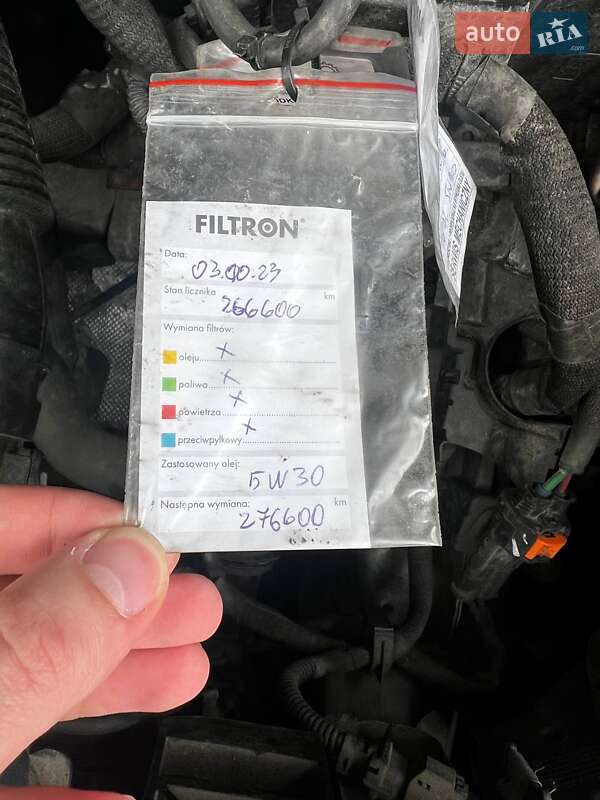 auto RIA .com
FILTRON®
Data: 03.10.23
Stan licznika 266600 km
Wymiana filtrów:
oleju X
paliwa X
powietrza X
przeciwpyłkowy X
Zastosowany olej: 5W30
Następna wymiana: 276600 km